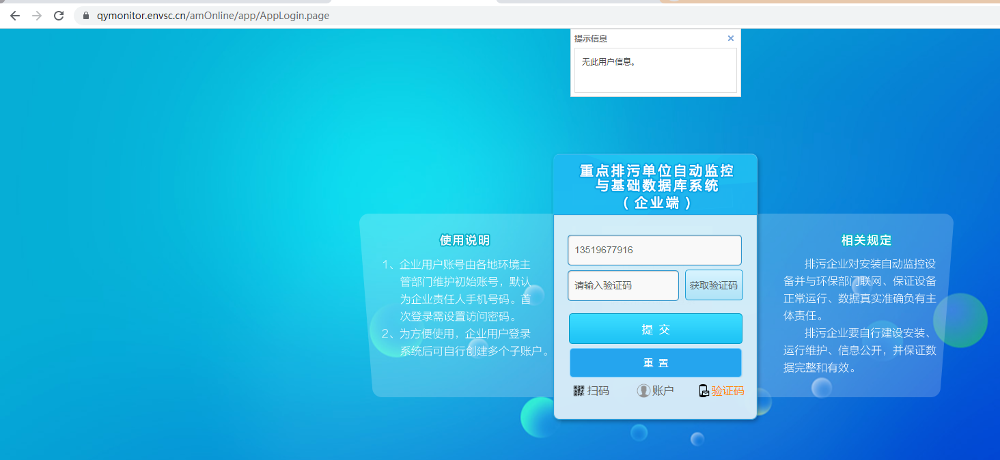 qymonitor.envsc.cn/amOnline/app/AppLogin.page
提示信息
无此用户信息。
重点排污单位自动监控
与基础数据库系统
（企业端）
13519677916
请输入验证码
获取验证码
提 交
重 置
扫码
账户
验证码
使用说明
1、企业用户账号由各地环境主
管部门维护初始账号，默认
为企业责任人手机号码。首
次登录需设置访问密码。
2、为方便使用，企业用户登录
系统后可自行创建多个子账户。
相关规定
排污企业对安装自动监控设
备并与环保部门联网、保证设备
正常运行、数据真实准确负有主
体责任。
排污企业要自行建设安装、
运行维护、信息公开，并保证数
据完整和有效。